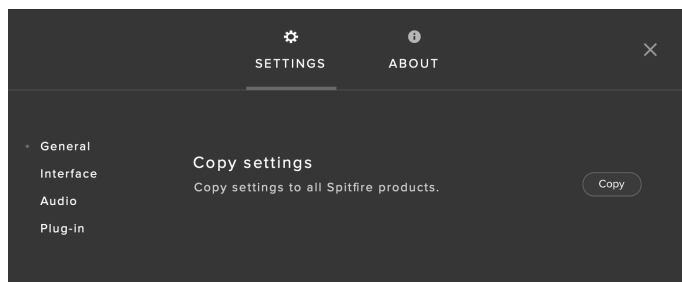 SETTINGS
ABOUT
General
Interface
Audio
Plug-in
Copy settings
Copy settings to all Spitfire products.
Copy